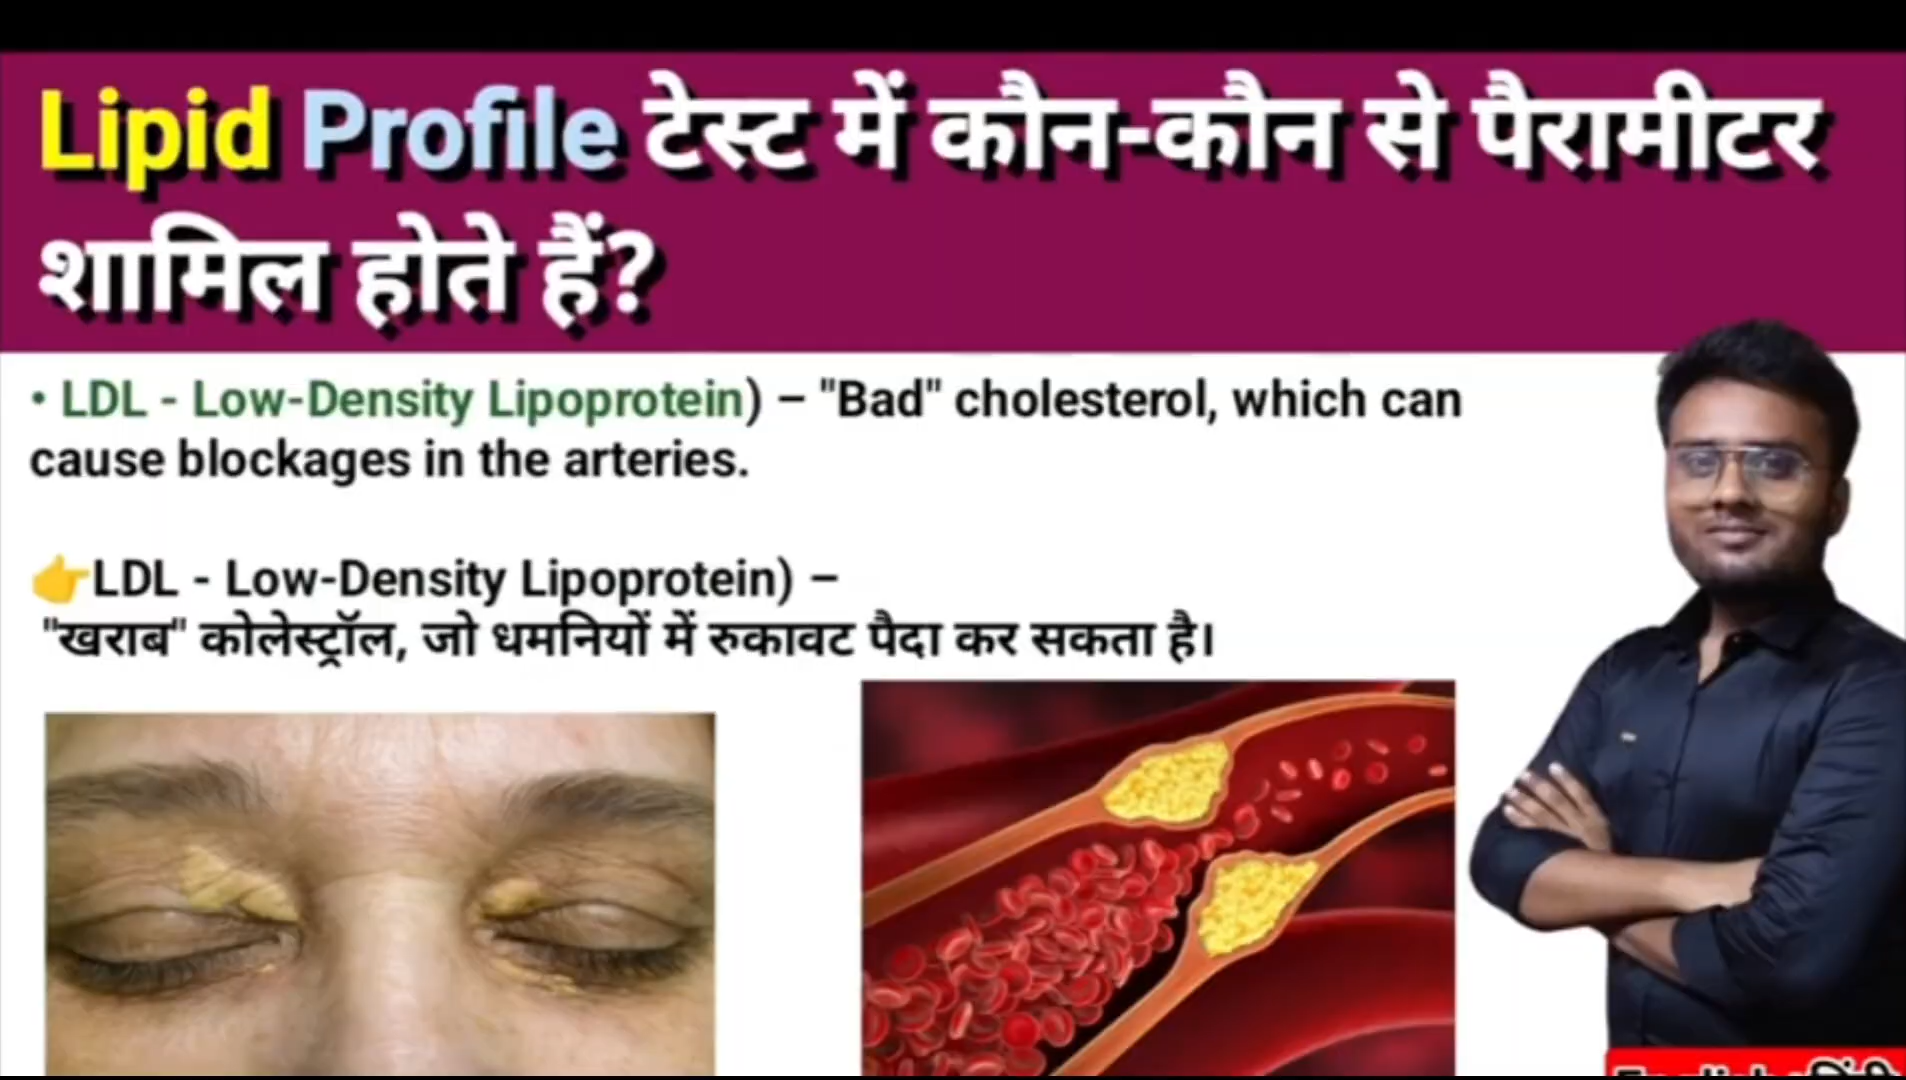 Lipid Profile टेस्ट में कौन-कौन से पैरामीटर
शामिल होते हैं?
• LDL - Low-Density Lipoprotein) – "Bad" cholesterol, which can
cause blockages in the arteries.
👉LDL - Low-Density Lipoprotein) –
"खराब" कोलेस्ट्रॉल, जो धमनियों में रुकावट पैदा कर सकता है।